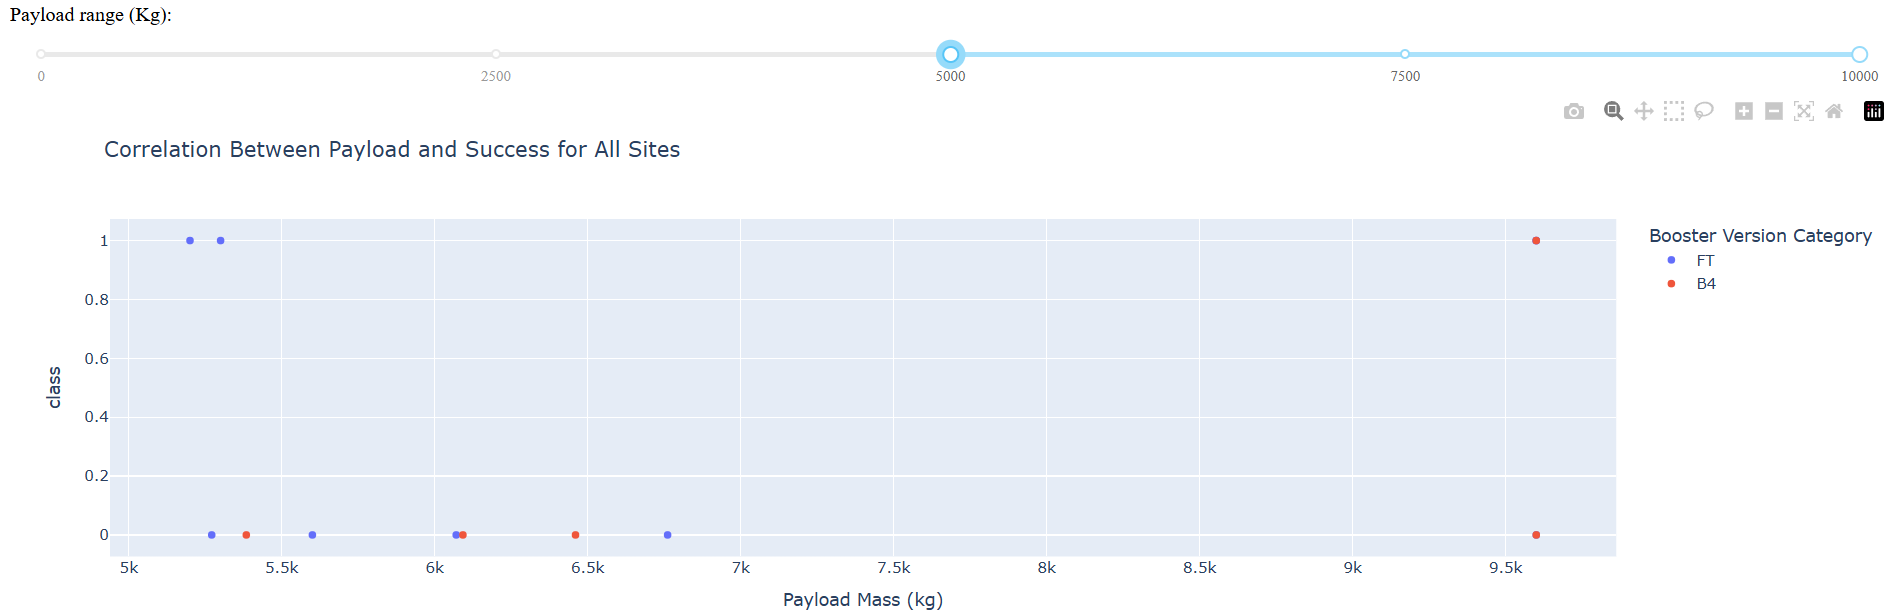 Payload range (Kg):
0 2500 5000 7500 10000
Correlation Between Payload and Success for All Sites
Booster Version Category
FT
B4
1
0.8
0.6
0.4
0.2
0
class
5k 5.5k 6k 6.5k 7k 7.5k 8k 8.5k 9k 9.5k
Payload Mass (kg)